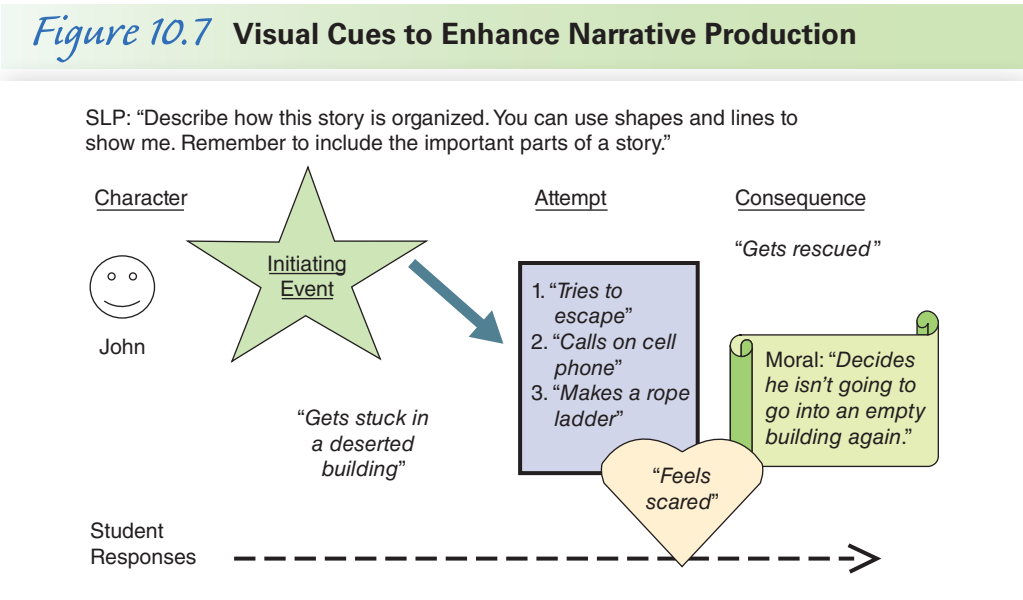 Figure 10.7 Visual Cues to Enhance Narrative Production
SLP: “Describe how this story is organized. You can use shapes and lines to
show me. Remember to include the important parts of a story.”
Character
John
Initiating
Event
“Gets stuck in
a deserted
building”
Attempt
1. “Tries to
escape”
2. “Calls on cell
phone”
3. “Makes a rope
ladder”
“Feels
scared”
Consequence
“Gets rescued”
Moral: “Decides
he isn’t going to
go into an empty
building again.”
Student
Responses